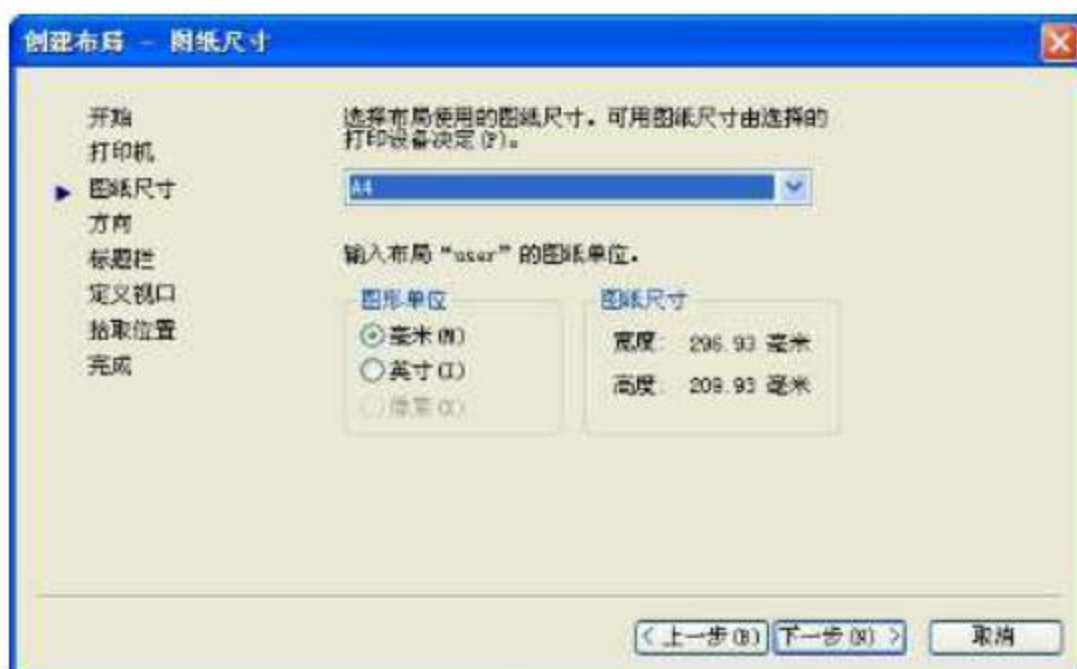 创建布局 - 图纸尺寸
开始
打印机
图纸尺寸
方向
标题栏
定义视口
拾取位置
完成
选择布局使用的图纸尺寸。可用图纸尺寸由选择的
打印设备决定(P)。
A4
输入布局“user”的图纸单位。
图形单位
毫米(M)
英寸(I)
像素(X)
图纸尺寸
宽度: 296.93 毫米
高度: 209.93 毫米
< 上一步(B)
下一步(N) >
取消